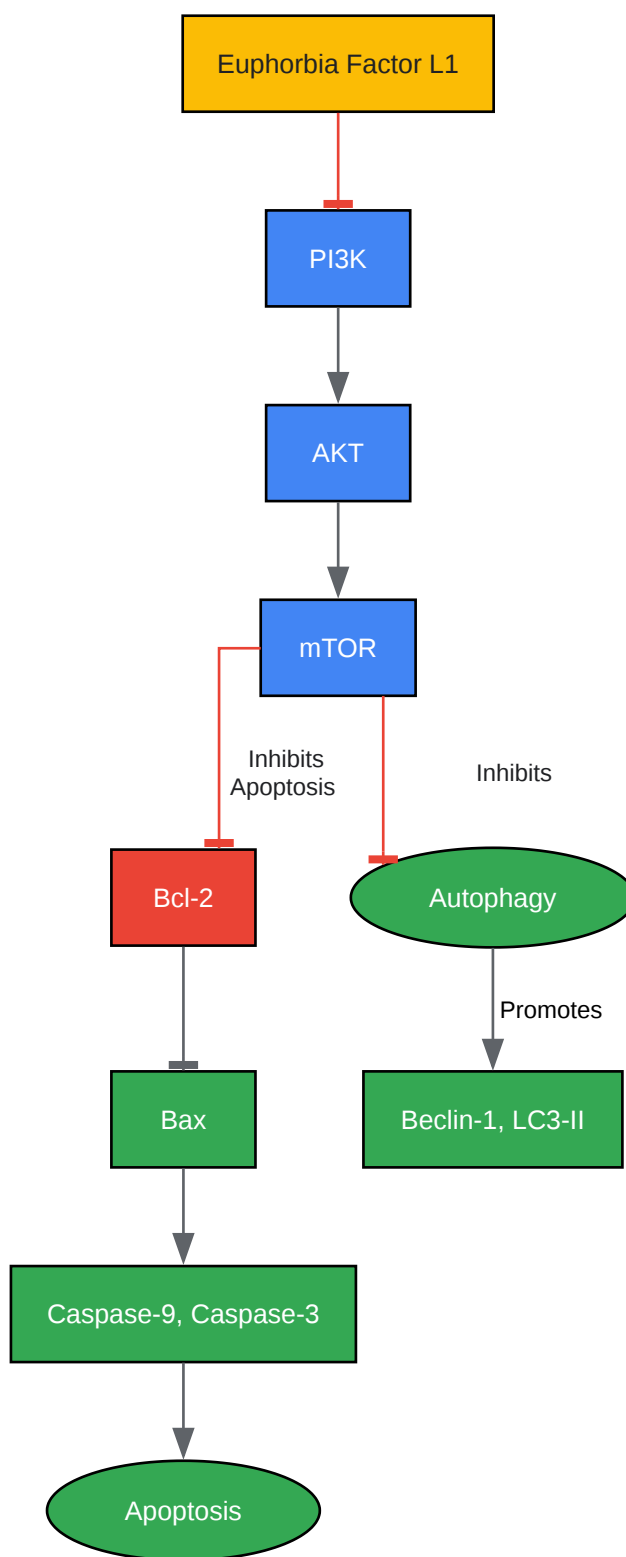 Euphorbia Factor L1
PI3K
AKT
mTOR
Inhibits
Apoptosis
Inhibits
Bcl-2
Autophagy
Promotes
Bax
Beclin-1, LC3-II
Caspase-9, Caspase-3
Apoptosis